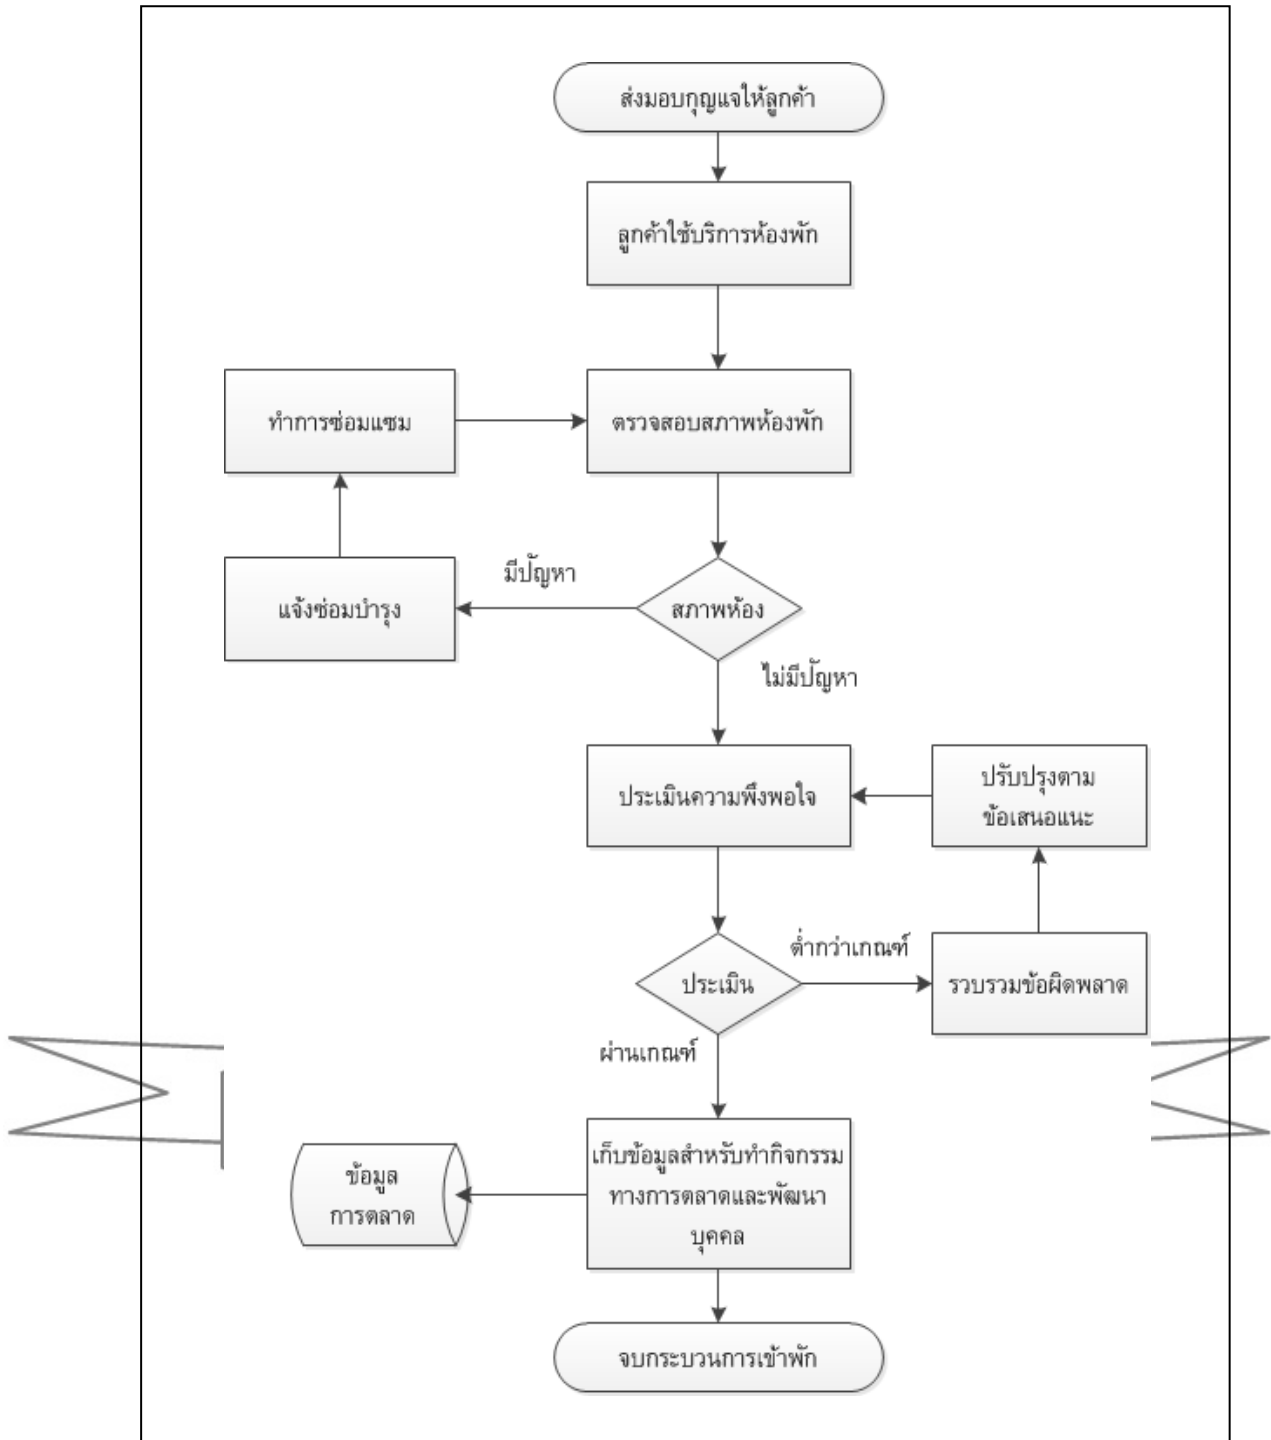 ส่งมอบกุญแจให้ลูกค้า
ลูกค้าใช้บริการห้องพัก
ทำการซ่อมแซม
ตรวจสอบสภาพห้องพัก
มีปัญหา
แจ้งซ่อมบำรุง
สภาพห้อง
ไม่มีปัญหา
ประเมินความพึงพอใจ
ปรับปรุงตาม
ข้อเสนอแนะ
ต่ำกว่าเกณฑ์
ประเมิน
รวบรวมข้อผิดพลาด
ผ่านเกณฑ์
เก็บข้อมูลสำหรับทำกิจกรรม
ทางการตลาดและพัฒนา
บุคคล
ข้อมูล
การตลาด
จบกระบวนการเข้าพัก